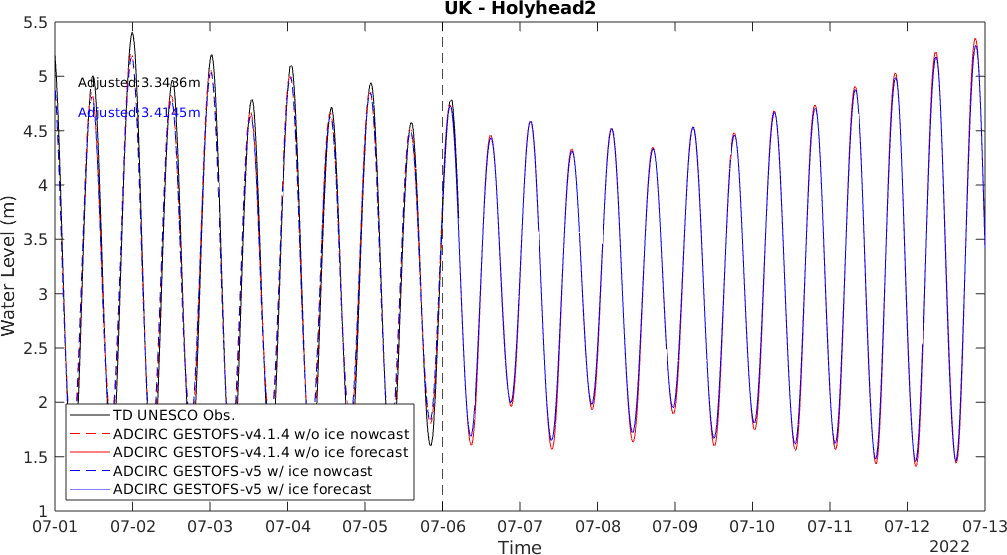 UK - Holyhead2
5.5
5
4.5
4
3.5
3
2.5
2
1.5
1
Water Level (m)
Adjusted:3.3436m
Adjusted:3.4145m
TD UNESCO Obs.
ADCIRC GESTOFS-v4.1.4 w/o ice nowcast
ADCIRC GESTOFS-v4.1.4 w/o ice forecast
ADCIRC GESTOFS-v5 w/ ice nowcast
ADCIRC GESTOFS-v5 w/ ice forecast
07-01 07-02 07-03 07-04 07-05 07-06 07-07 07-08 07-09 07-10 07-11 07-12 07-13
Time
2022